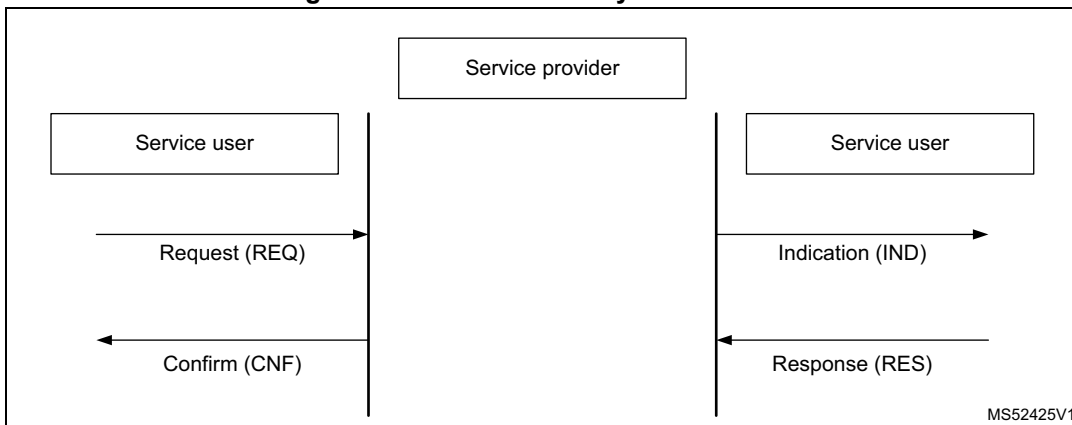 Service provider
Service user
Service user
Request (REQ)
Indication (IND)
Confirm (CNF)
Response (RES)
MS52425V1